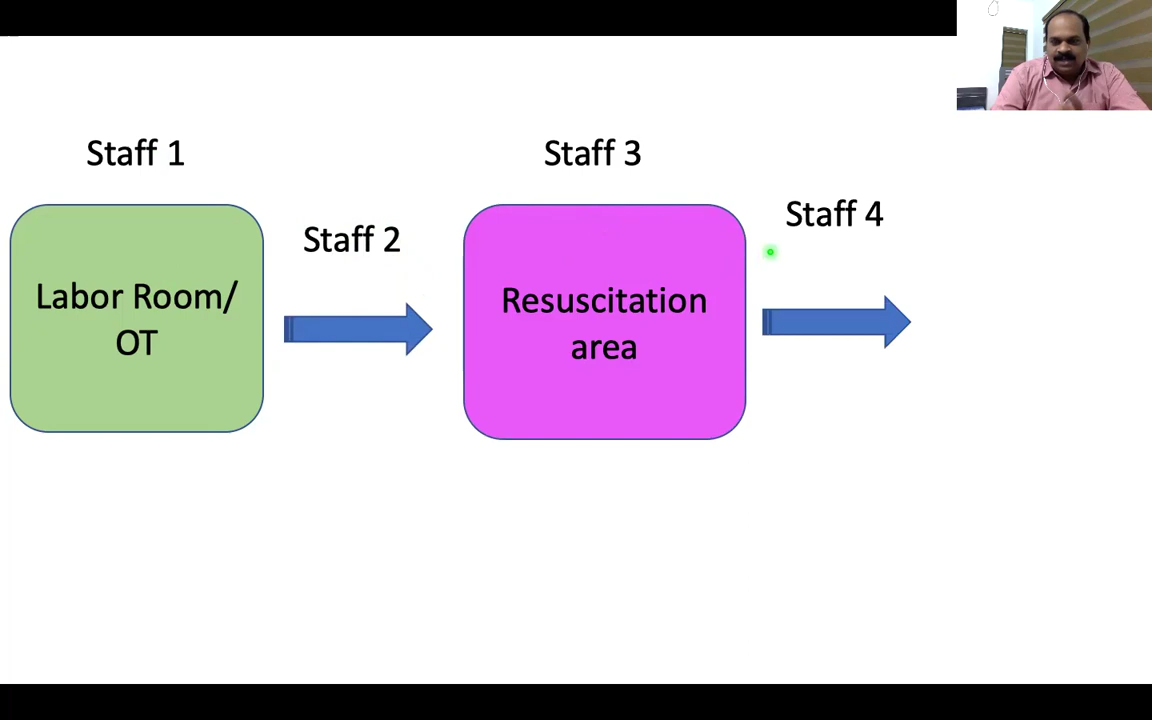 Staff 1
Staff 3
Staff 4
Staff 2
Labor Room/
OT
Resuscitation
area